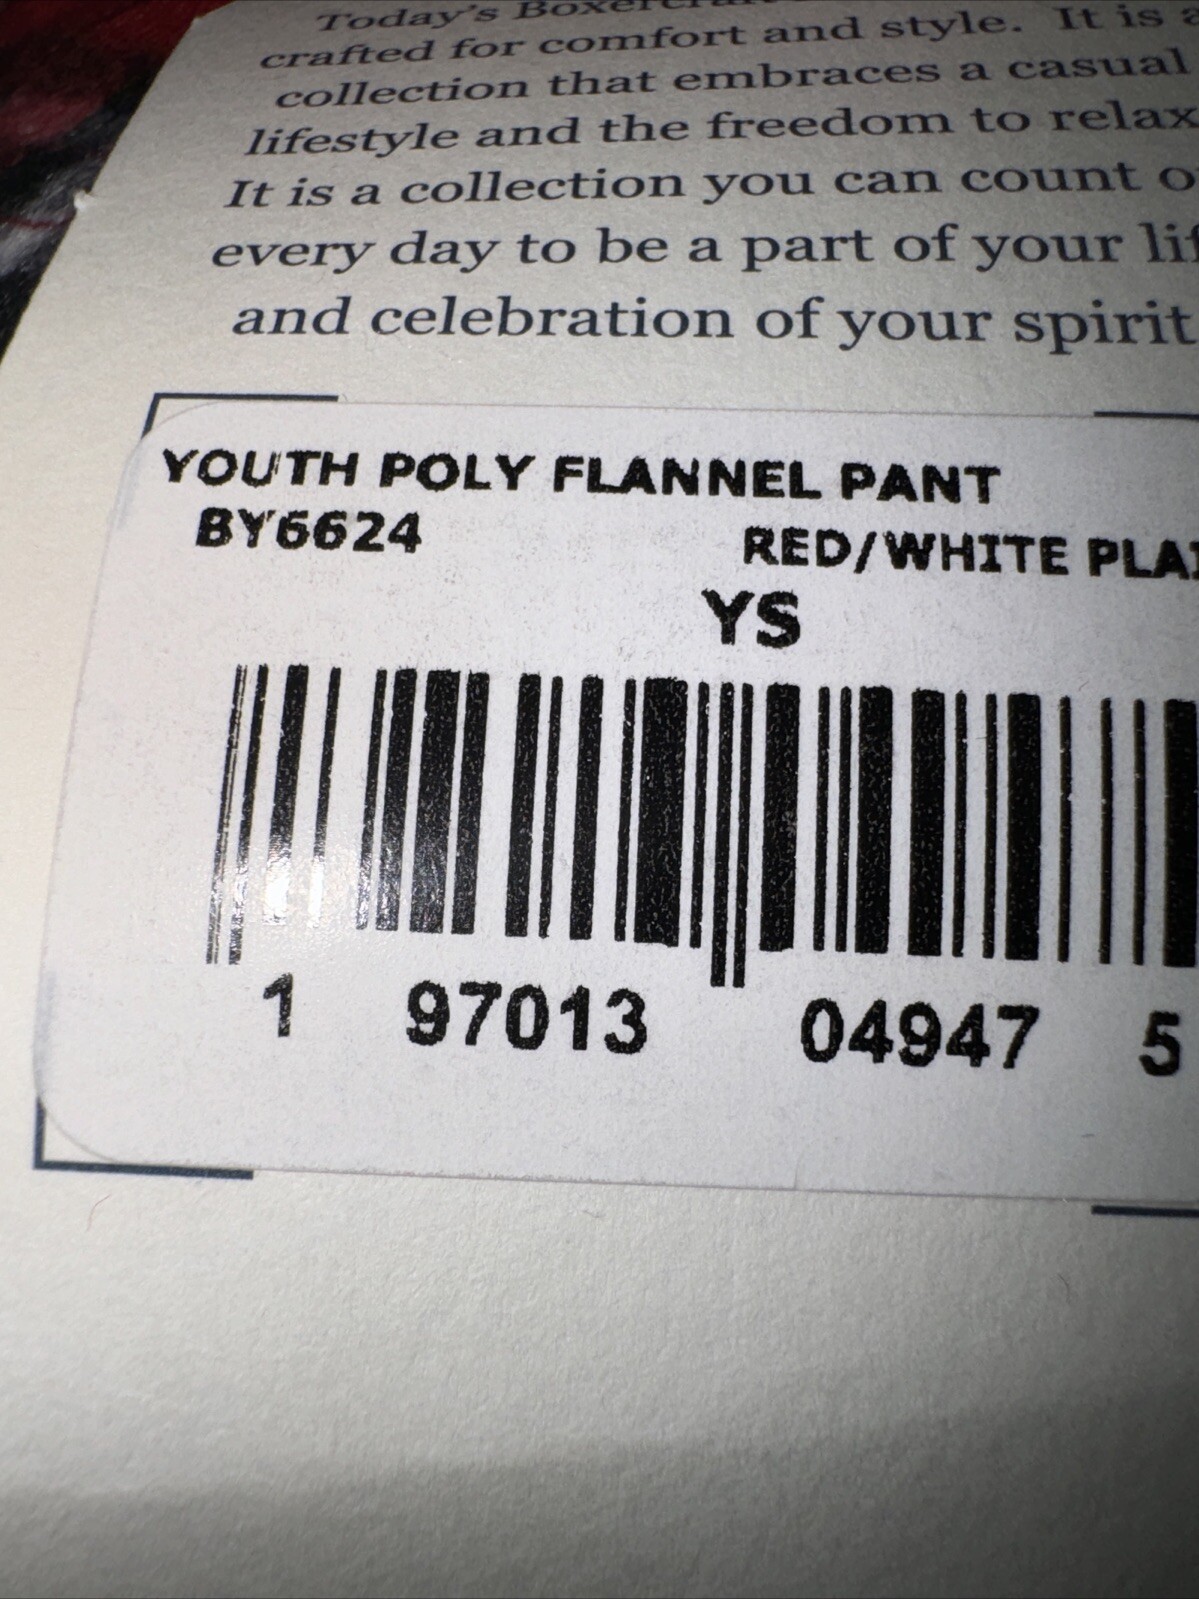 Today's Boxercraft
crafted for comfort and style. It is a
collection that embraces a casual
lifestyle and the freedom to relax
It is a collection you can count
every day to be a part of your
and celebration of your spirit
YOUTH POLY FLANNEL PANT
BY6624 RED/WHITE
YS
1 97013 04947 5